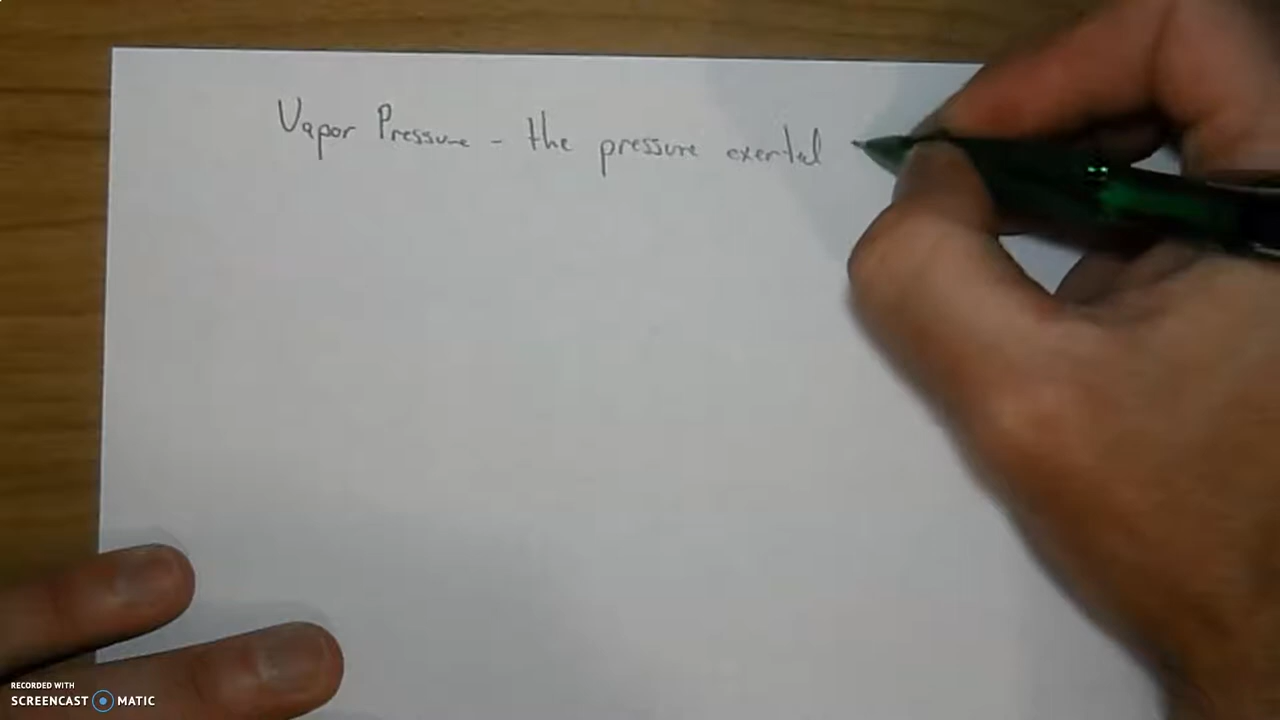 Vapor Pressure - the pressure exerted
RECORDED WITH
SCREENCAST MATIC